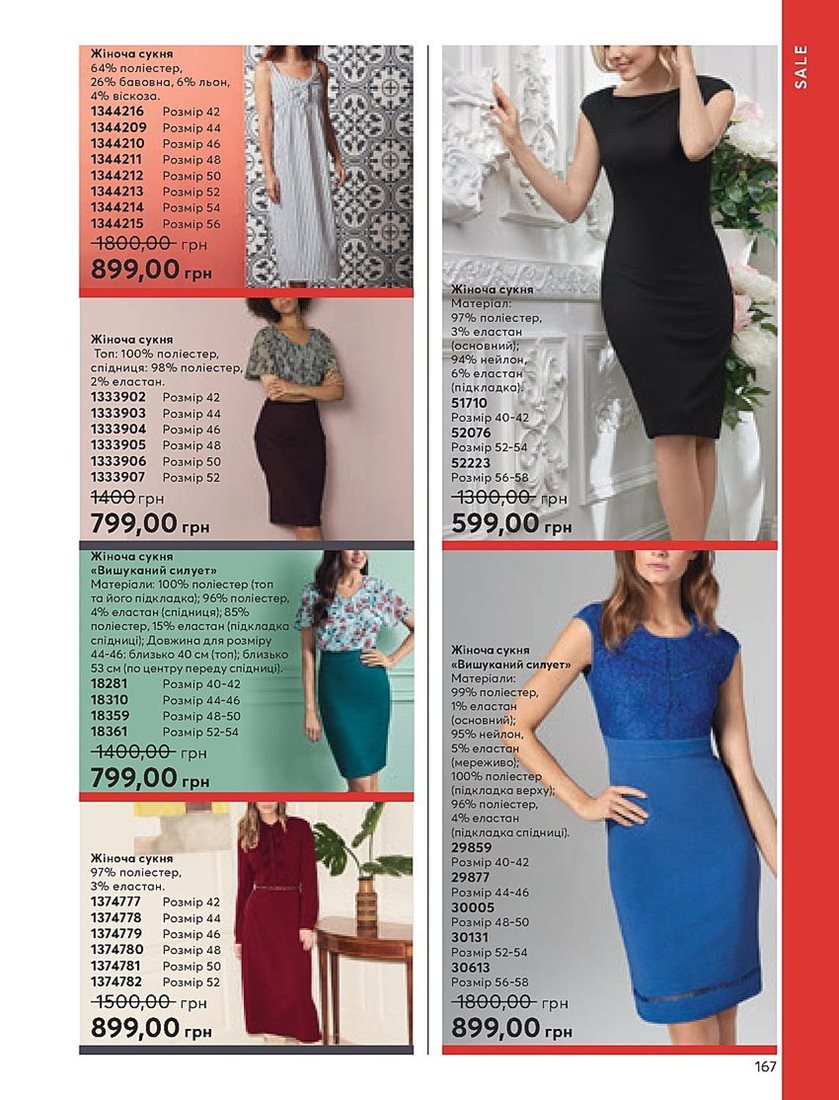 SALE
Жіноча сукня
64% поліестер,
26% бавовна, 6% льон,
4% віскоза.
1344216 Розмір 42
1344209 Розмір 44
1344210 Розмір 46
1344211 Розмір 48
1344212 Розмір 50
1344213 Розмір 52
1344214 Розмір 54
1344215 Розмір 56
1800,00 грн
899,00 грн
Жіноча сукня
Топ: 100% поліестер,
спідниця: 98% поліестер,
2% еластан.
1333902 Розмір 42
1333903 Розмір 44
1333904 Розмір 46
1333905 Розмір 48
1333906 Розмір 50
1333907 Розмір 52
1400 грн
799,00 грн
Жіноча сукня
«Вишуканий силует»
Матеріали: 100% поліестер (топ
та його підкладка); 96% поліестер,
4% еластан (спідниця); 85%
поліестер, 15% еластан (підкладка
спідниці); Довжина для розміру
44-46: близько 40 см (топ); близько
53 см (по центру переду спідниці).
18281 Розмір 40-42
18310 Розмір 44-46
18359 Розмір 48-50
18361 Розмір 52-54
1400,00 грн
799,00 грн
Жіноча сукня
97% поліестер,
3% еластан.
1374777 Розмір 42
1374778 Розмір 44
1374779 Розмір 46
1374780 Розмір 48
1374781 Розмір 50
1374782 Розмір 52
1500,00 грн
899,00 грн
Жіноча сукня
Матеріал:
97% поліестер,
3% еластан
(основний);
94% нейлон,
6% еластан
(підкладка).
51710
Розмір 40-42
52076
Розмір 52-54
52223
Розмір 56-58
1300,00 грн
599,00 грн
Жіноча сукня
«Вишуканий силует»
Матеріали:
99% поліестер,
1% еластан
(основний);
95% нейлон,
5% еластан
(мереживо);
100% поліестер
(підкладка верху);
96% поліестер,
4% еластан
(підкладка спідниці).
29859
Розмір 40-42
29877
Розмір 44-46
30005
Розмір 48-50
30131
Розмір 52-54
30613
Розмір 56-58
1800,00 грн
899,00 грн
167